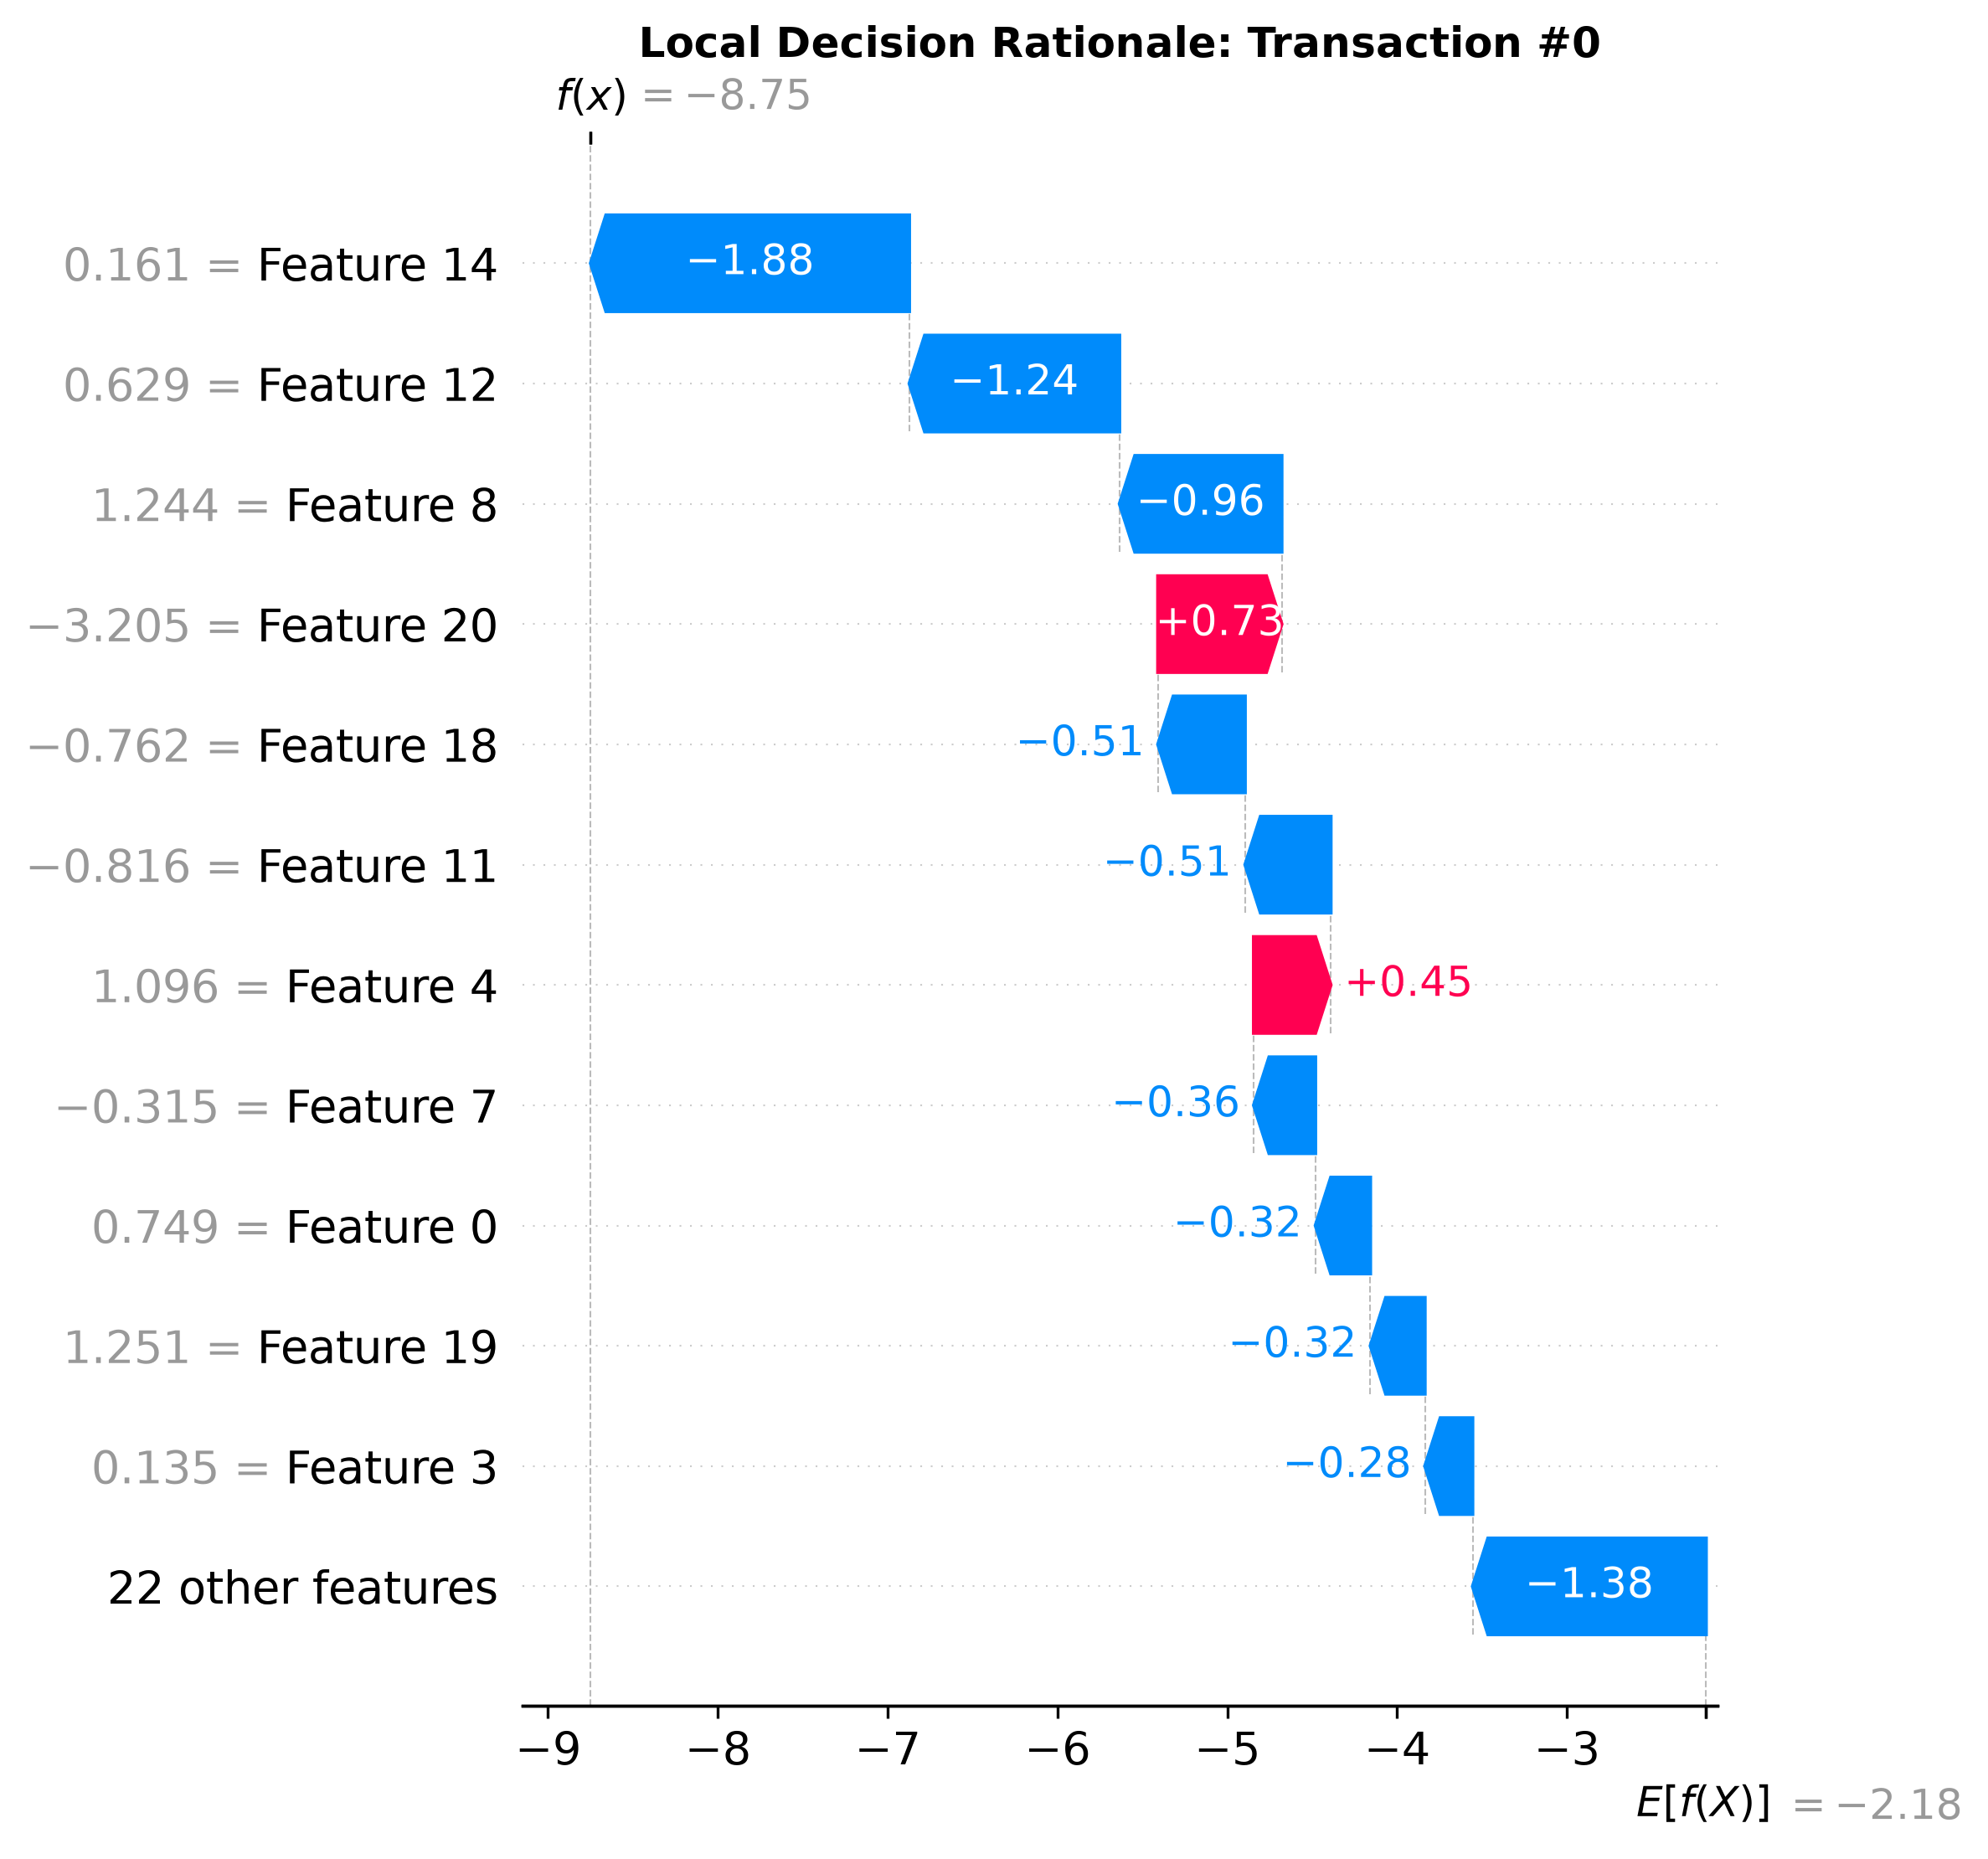 Local Decision Rationale: Transaction #0
f(x) = −8.75
0.161 = Feature 14 −1.88
0.629 = Feature 12 −1.24
1.244 = Feature 8 −0.96
−3.205 = Feature 20 +0.73
−0.762 = Feature 18 −0.51
−0.816 = Feature 11 −0.51
1.096 = Feature 4 +0.45
−0.315 = Feature 7 −0.36
0.749 = Feature 0 −0.32
1.251 = Feature 19 −0.32
0.135 = Feature 3 −0.28
22 other features −1.38
−9 −8 −7 −6 −5 −4 −3
E[f(X)] = −2.18